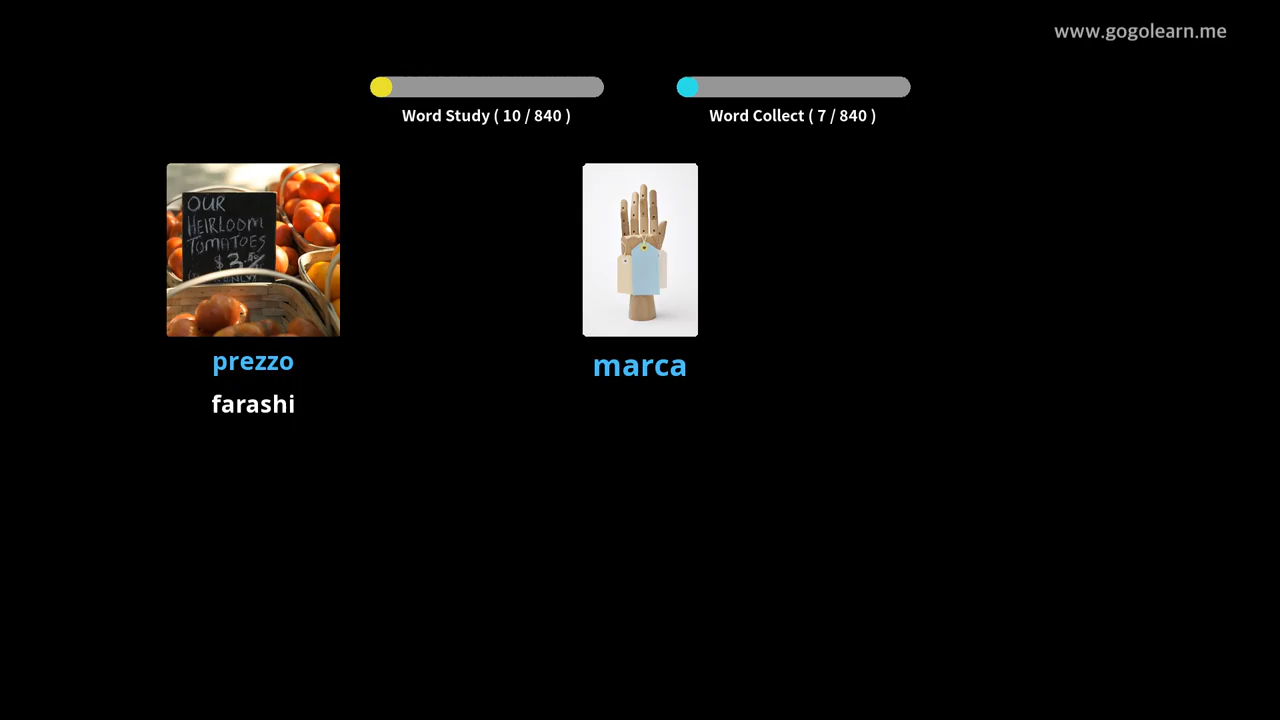 www.gogolearn.me
Word Study ( 10 / 840 )
Word Collect ( 7 / 840 )
OUR
HEIRLOOM
TOMATOES
prezzo
marca
farashi